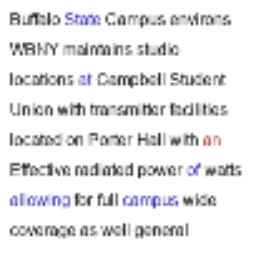 Buffalo State Campus environs
WBNY maintains studio
locations at Campbell Student
Union with transmitter facilities
located on Porter Hall with an
Effective radiated power of watts
allowing for full campus wide
coverage as well general